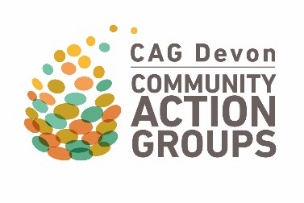 CAG Devon
COMMUNITY
ACTION
GROUPS